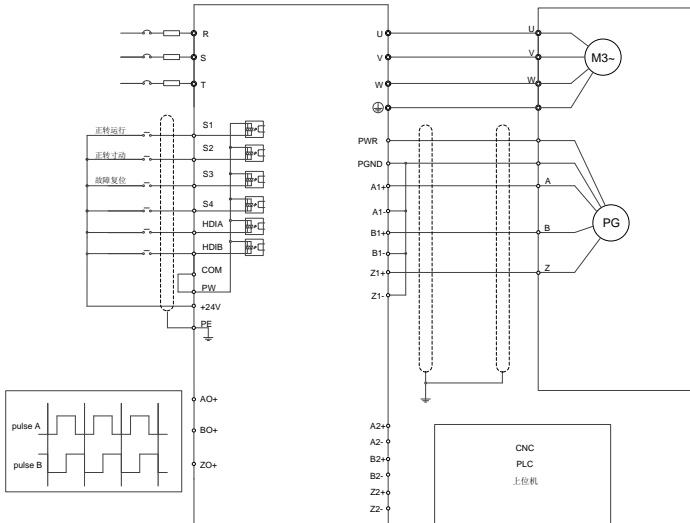 R
S
T
正转运行
S1
正转寸动
S2
故障复位
S3
S4
HDIA
HDIB
COM
PW
+24V
PE
U
V
W
U
V
W
M3~
PWR
PGND
A1+
A1-
B1+
B1-
Z1+
Z1-
A
B
Z
PG
pulse A
pulse B
AO+
BO+
ZO+
A2+
A2-
B2+
B2-
Z2+
Z2-
CNC
PLC
上位机